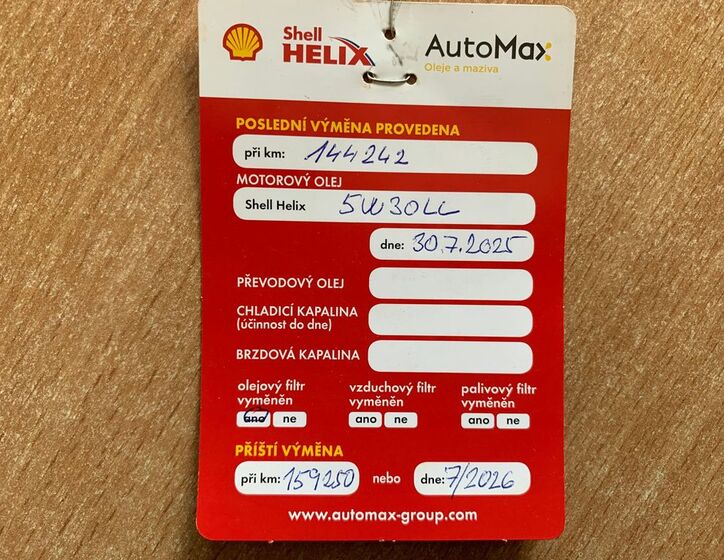 Shell
HELIX
AutoMax
Oleje a maziva
POSLEDNÍ VÝMĚNA PROVEDENA
při km: 144242
MOTOROVÝ OLEJ
Shell Helix 5W30LL
dne: 30.7.2025
PŘEVODOVÝ OLEJ
CHLADICÍ KAPALINA
(účinnost do dne)
BRZDOVÁ KAPALINA
olejový filtr vzduchový filtr palivový filtr
vyměněn vyměněn vyměněn
ano ne ano ne ano ne
PŘÍŠTÍ VÝMĚNA
při km: 159250 nebo dne: 7/2026
www.automax-group.com